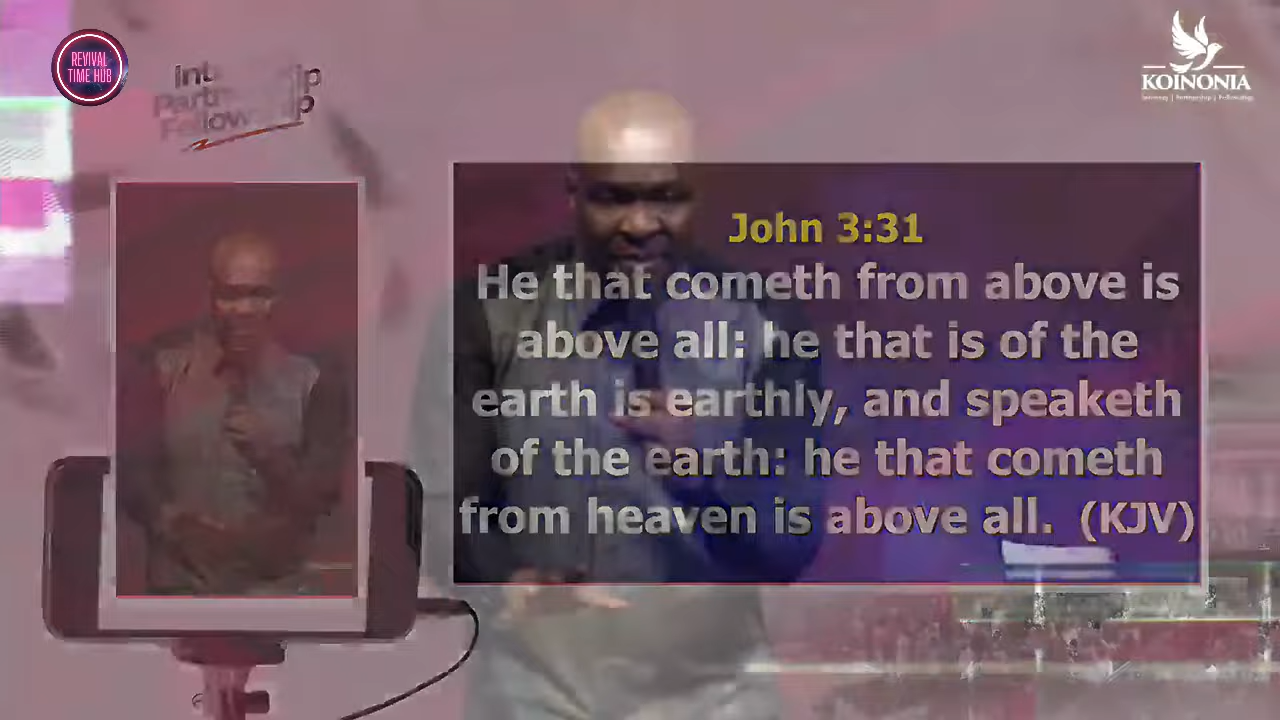 REVIVAL
TIME HUB
KOINONIA
John 3:31
He that cometh from above is
above all: he that is of the
earth is earthly, and speaketh
of the earth: he that cometh
from heaven is above all. (KJV)